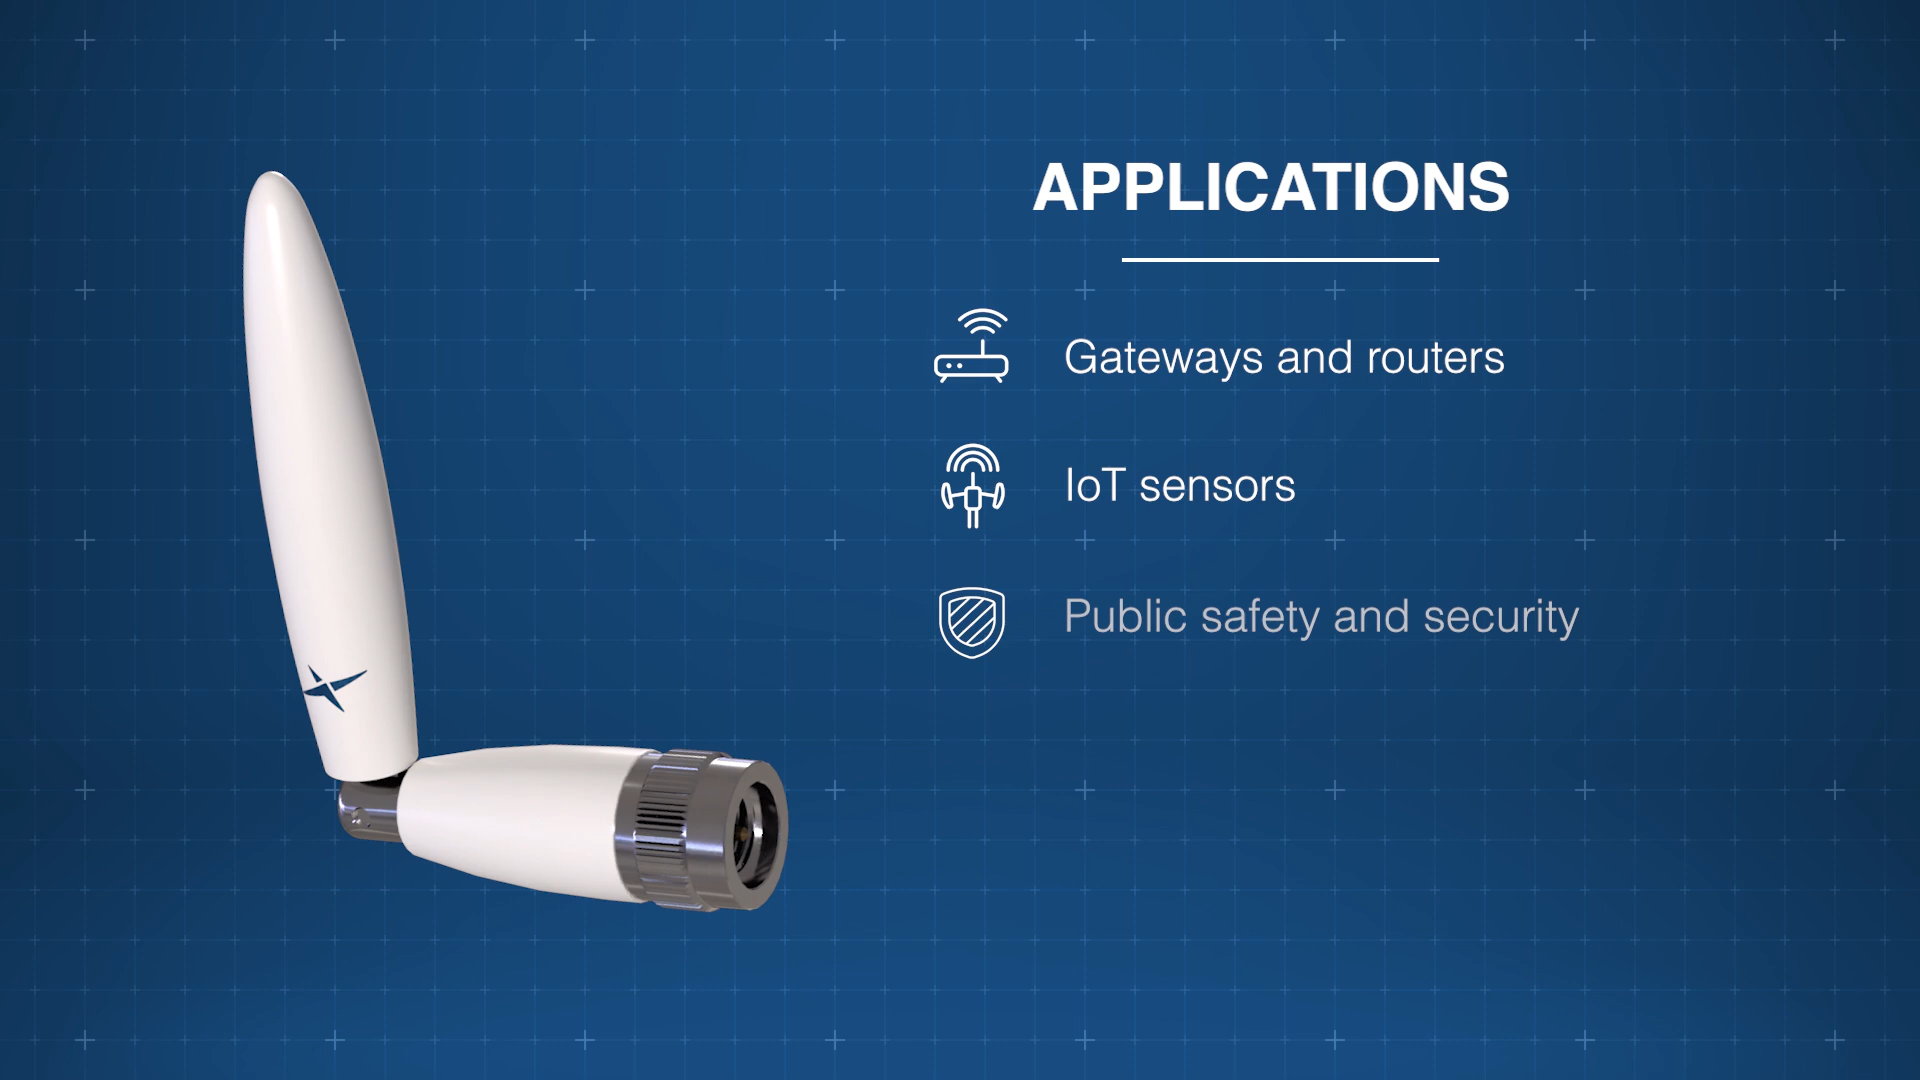 APPLICATIONS
Gateways and routers
IoT sensors
Public safety and security